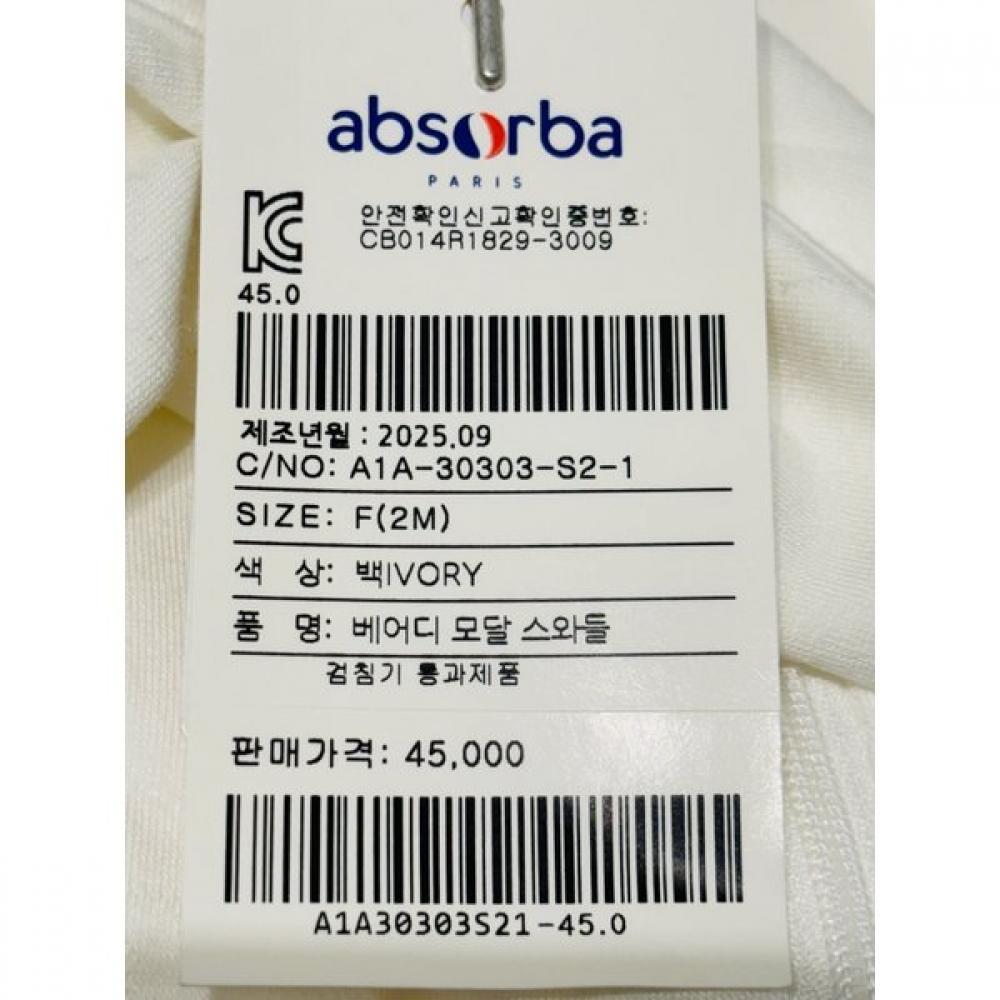 absorba
PARIS
안전확인신고확인증번호:
CB014R1829-3009
45.0
제조년월 : 2025.09
C/NO: A1A-30303-S2-1
SIZE: F(2M)
색 상: 백IVORY
품 명: 베어디 모달 스와들
검침기 통과제품
판매가격: 45,000
A1A30303S21-45.0